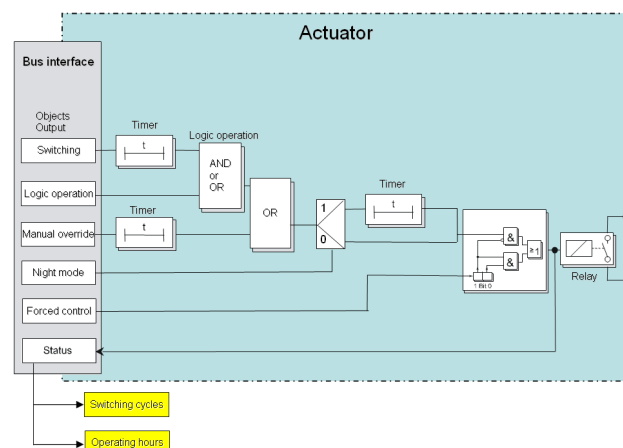 Actuator
Bus interface
Objects
Output
Switching
Timer
t
Logic operation
AND
or
OR
Logic operation
OR
Manual override
Timer
t
Night mode
1
0
Timer
t
&
&
≥ 1
1 Bit 0
Relay
Forced control
Status
Switching cycles
Operating hours